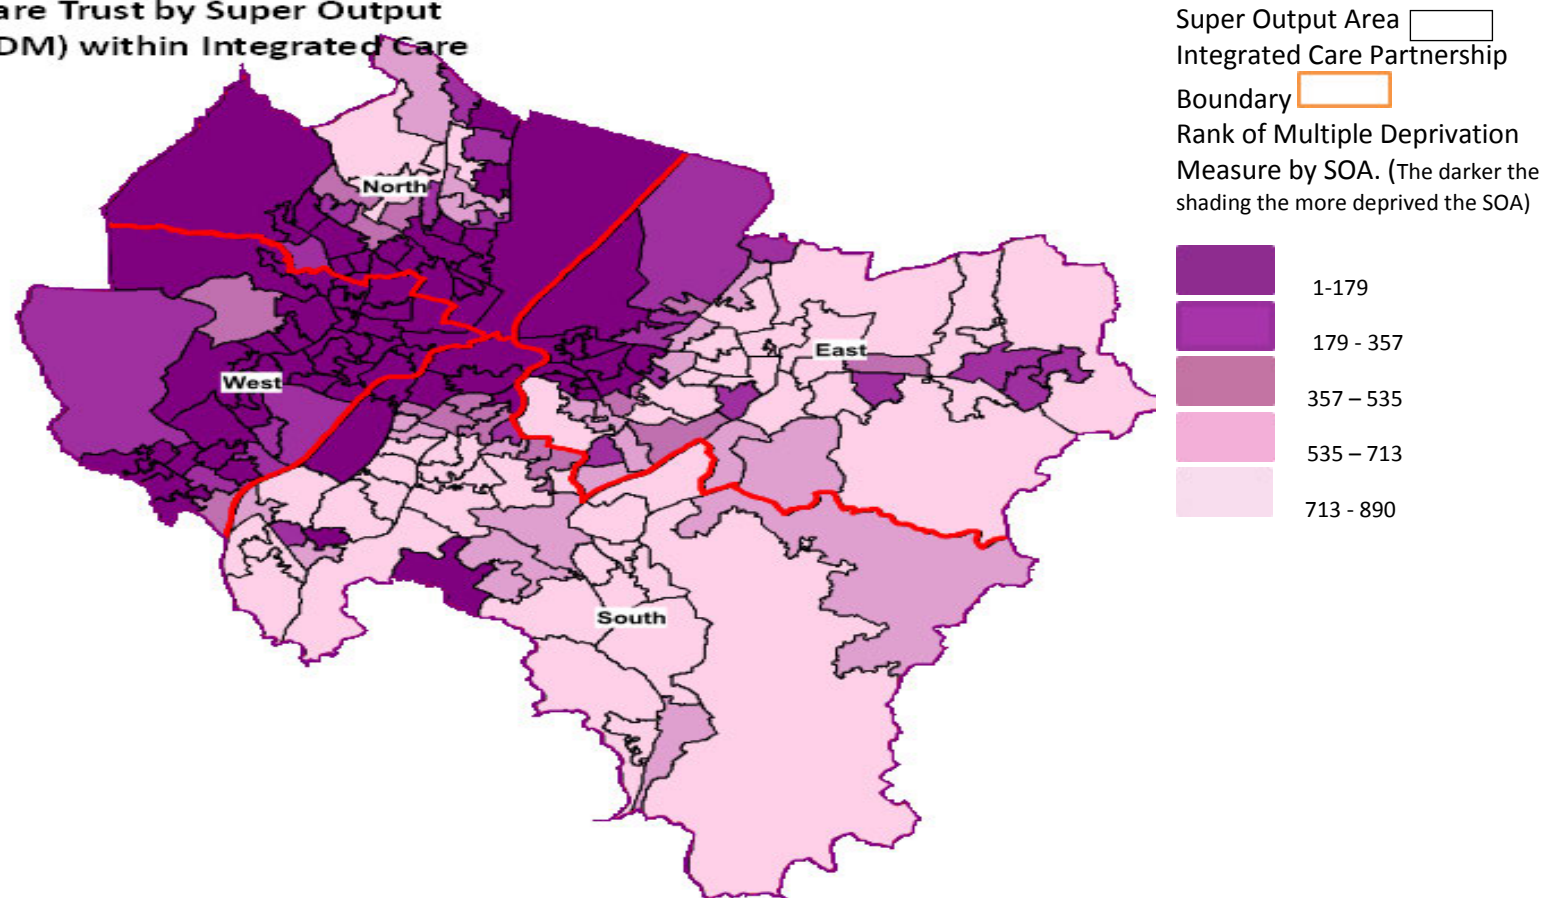 are Trust by Super Output
DM) within Integrated Care
North
East
West
South
Super Output Area
Integrated Care Partnership
Boundary
Rank of Multiple Deprivation
Measure by SOA. (The darker the
shading the more deprived the SOA)
1-179
179 - 357
357 – 535
535 – 713
713 - 890